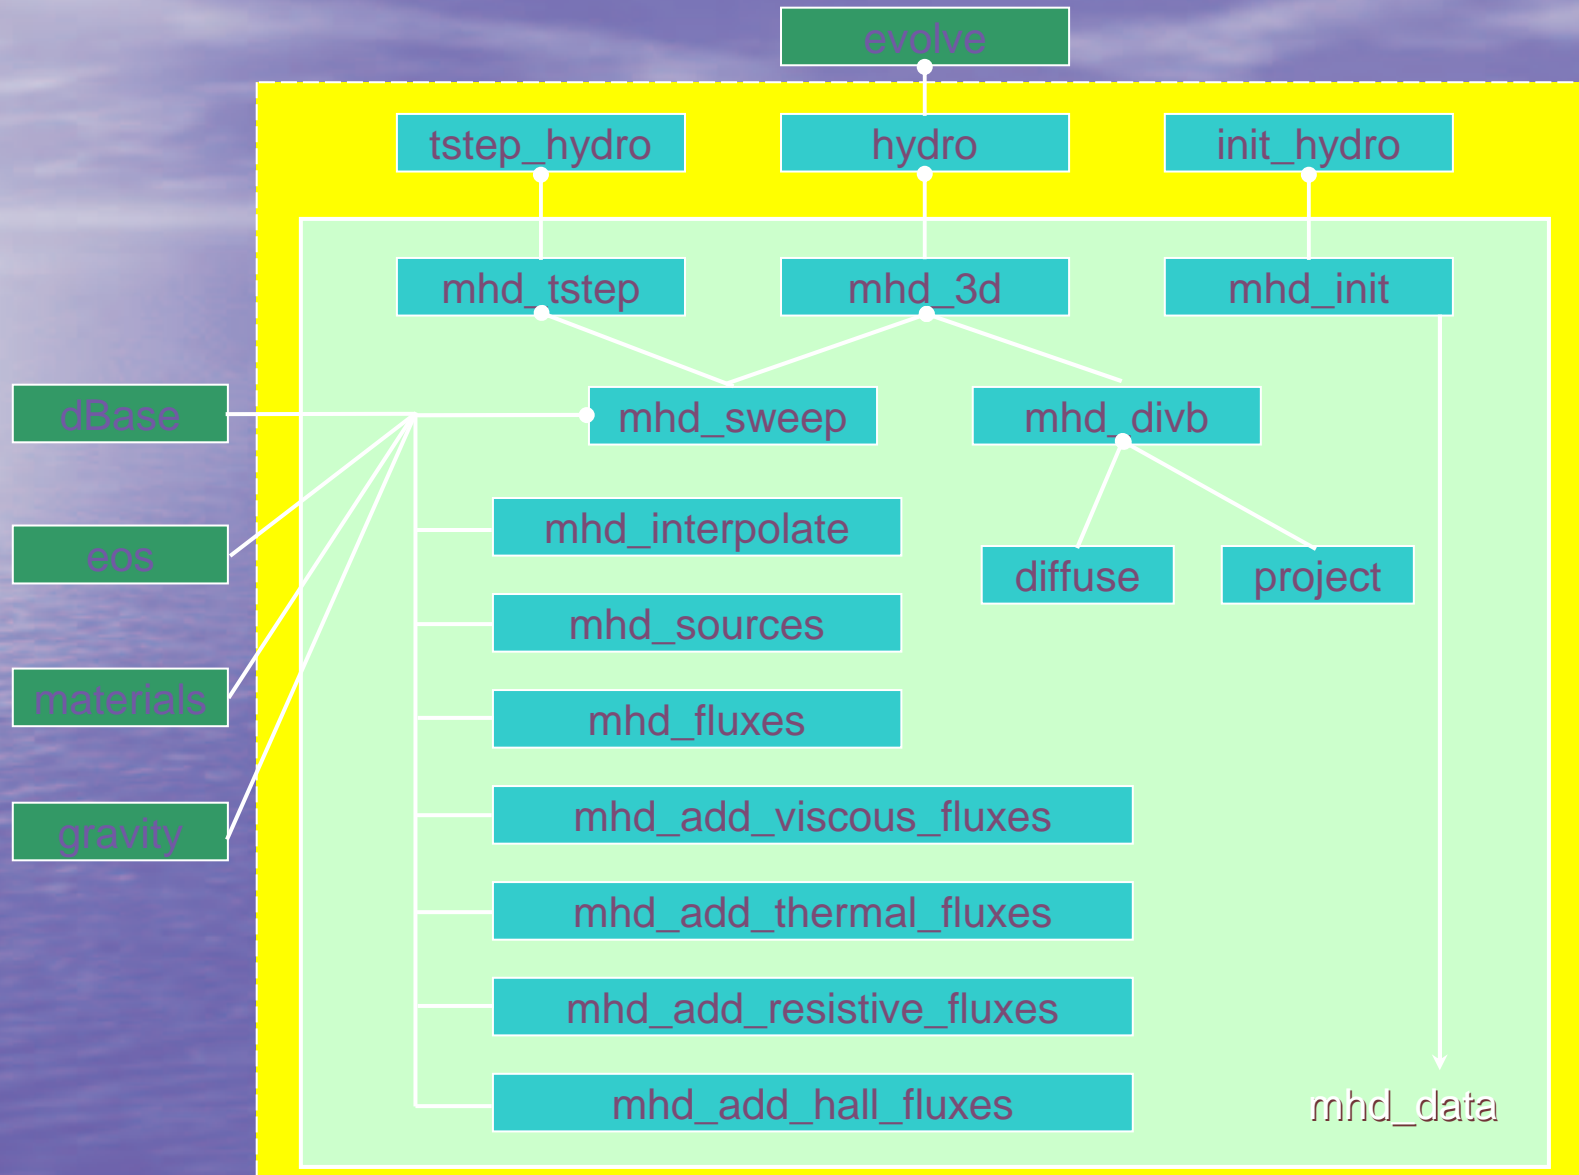 evolve
tstep_hydro
hydro
init_hydro
mhd_tstep
mhd_3d
mhd_init
dBase
mhd_sweep
mhd_divb
mhd_interpolate
eos
diffuse
project
mhd_sources
materials
mhd_fluxes
mhd_add_viscous_fluxes
gravity
mhd_add_thermal_fluxes
mhd_add_resistive_fluxes
mhd_add_hall_fluxes
mhd_data